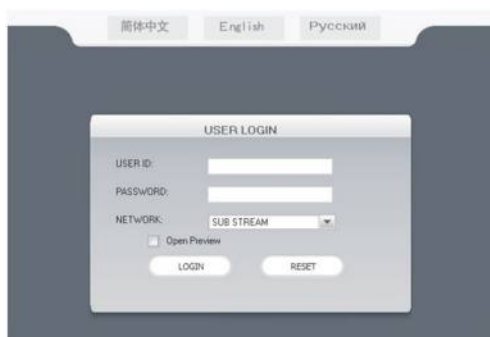 简体中文 English Русский
USER LOGIN
USER ID:
PASSWORD:
NETWORK: SUB STREAM
Open Preview
LOGIN RESET